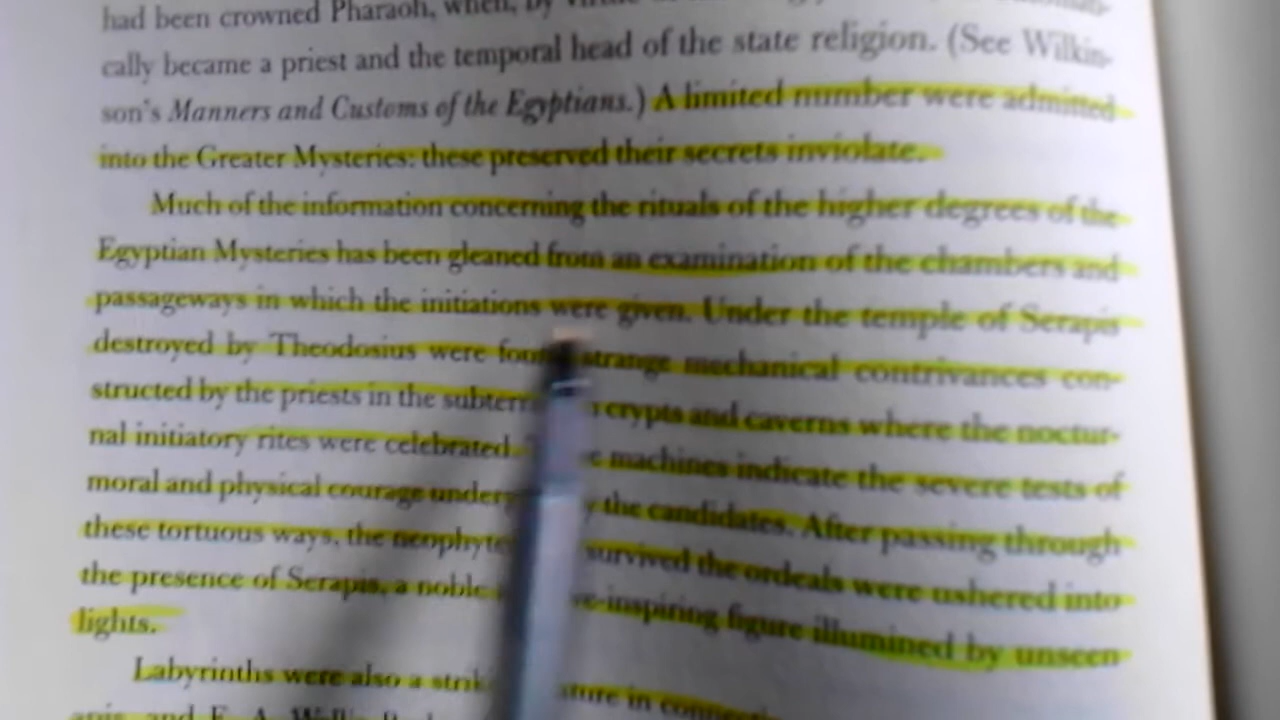 had been crowned Pharaoh, when, by virtue of
cally became a priest and the temporal head of the state religion. (See Wilkin-
son's Manners and Customs of the Egyptians.) A limited number were admitted
into the Greater Mysteries: these preserved their secrets inviolate.
Much of the information concerning the rituals of the higher degrees of the
Egyptian Mysteries has been gleaned from an examination of the chambers and
passageways in which the initiations were given. Under the temple of Serapis
destroyed by Theodosius were strange mechanical contrivances con-
structed by the priests in the crypts and caverns where the noctur-
nal initiatory rites were celebrated. machines indicate the severe tests of
moral and physical courage the candidates. After passing through
these tortuous ways, the survived the ordeals were ushered into
the presence of Serapis, a noble figure illumined by unseen
lights.
Labyrinths were also a in
and E. A.